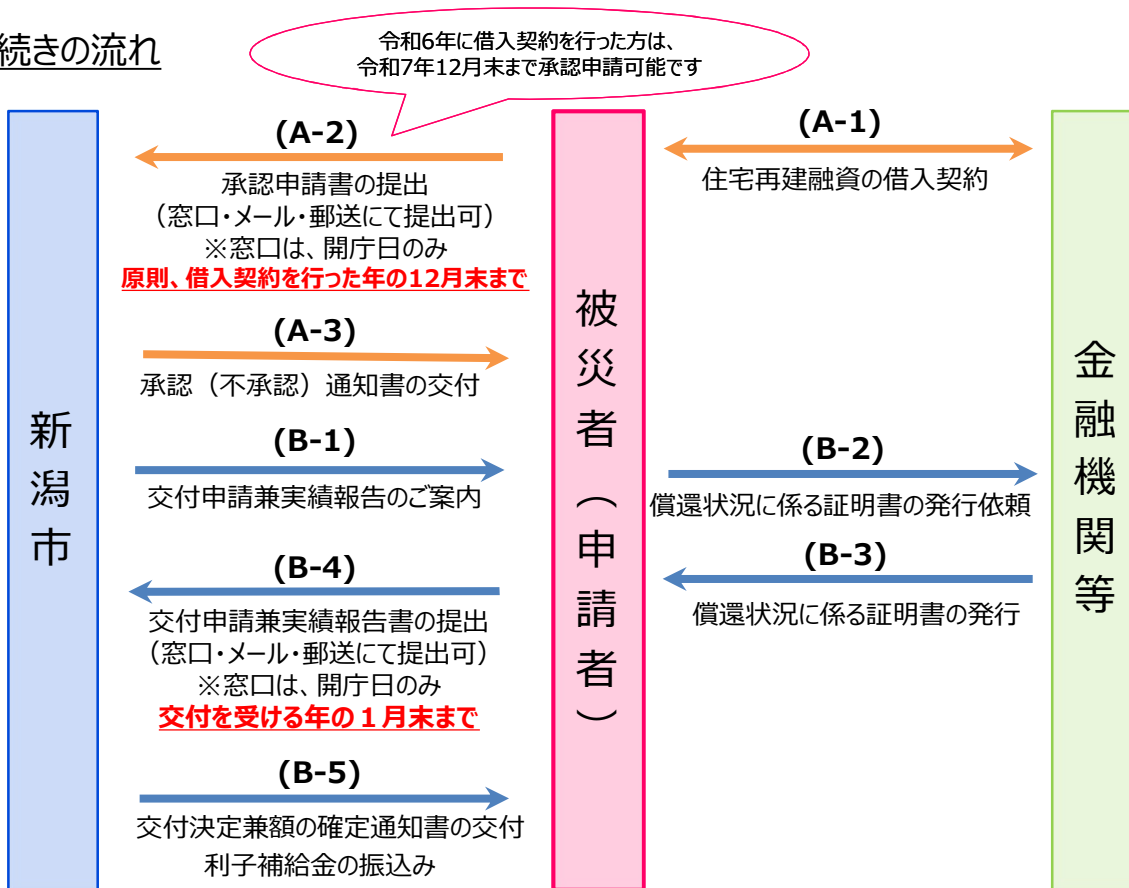 続きの流れ
令和6年に借入契約を行った方は、
令和7年12月末まで承認申請可能です
新潟市
被災者（申請者）
金融機関等
(A-1)
住宅再建融資の借入契約
(A-2)
承認申請書の提出
（窓口・メール・郵送にて提出可）
※窓口は、開庁日のみ
原則、借入契約を行った年の12月末まで
(A-3)
承認（不承認）通知書の交付
(B-1)
交付申請兼実績報告のご案内
(B-2)
償還状況に係る証明書の発行依頼
(B-3)
償還状況に係る証明書の発行
(B-4)
交付申請兼実績報告書の提出
（窓口・メール・郵送にて提出可）
※窓口は、開庁日のみ
交付を受ける年の１月末まで
(B-5)
交付決定兼額の確定通知書の交付
利子補給金の振込み